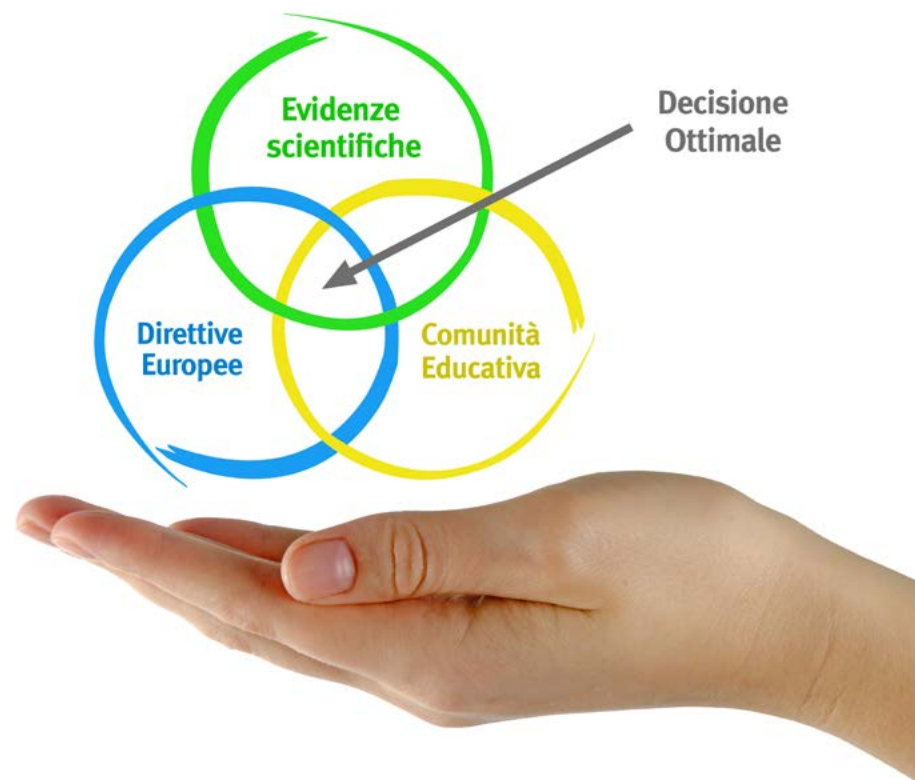 Evidenze
scientifiche
Decisione
Ottimale
Direttive
Europee
Comunità
Educativa